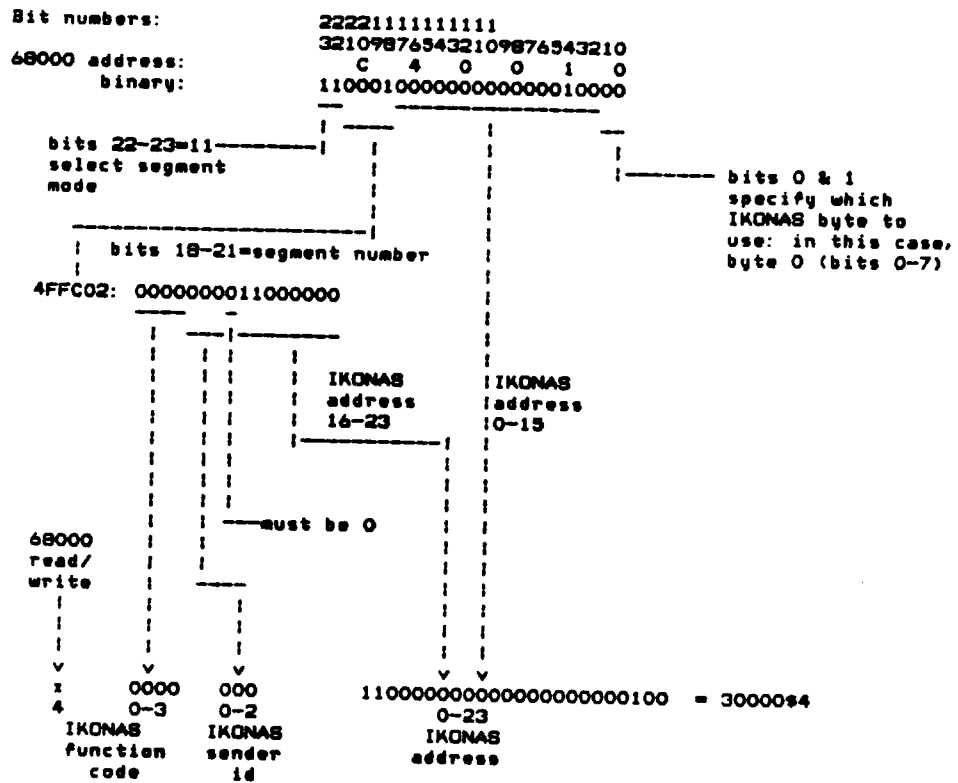 Bit numbers: 22221111111111
321098765432109876543210
68000 address: C 4 0 0 1 0
binary: 110001000000000000010000
bits 22-23=11
select segment
mode
bits 0 & 1
specify which
IKONAS byte to
use: in this case,
byte 0 (bits 0-7)
bits 18-21=segment number
4FFC02: 0000000011000000
IKONAS
address
16-23
IKONAS
address
0-15
must be 0
68000
read/
write
x 0000 000 110000000000000000000100 = 30000$4
4 0-3 0-2 0-23
IKONAS
function
code
IKONAS
sender
id
IKONAS
address